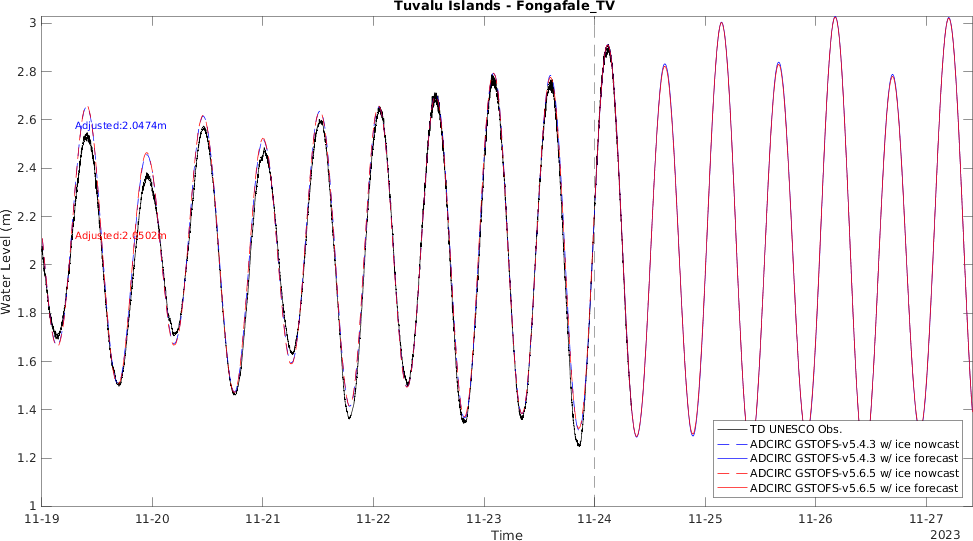 Tuvalu Islands - Fongafale_TV
3
2.8
2.6
2.4
2.2
2
1.8
1.6
1.4
1.2
1
Water Level (m)
Adjusted:2.0474m
Adjusted:2.0502m
TD UNESCO Obs.
ADCIRC GSTOFS-v5.4.3 w/ ice nowcast
ADCIRC GSTOFS-v5.4.3 w/ ice forecast
ADCIRC GSTOFS-v5.6.5 w/ ice nowcast
ADCIRC GSTOFS-v5.6.5 w/ ice forecast
11-19 11-20 11-21 11-22 11-23 11-24 11-25 11-26 11-27
Time
2023